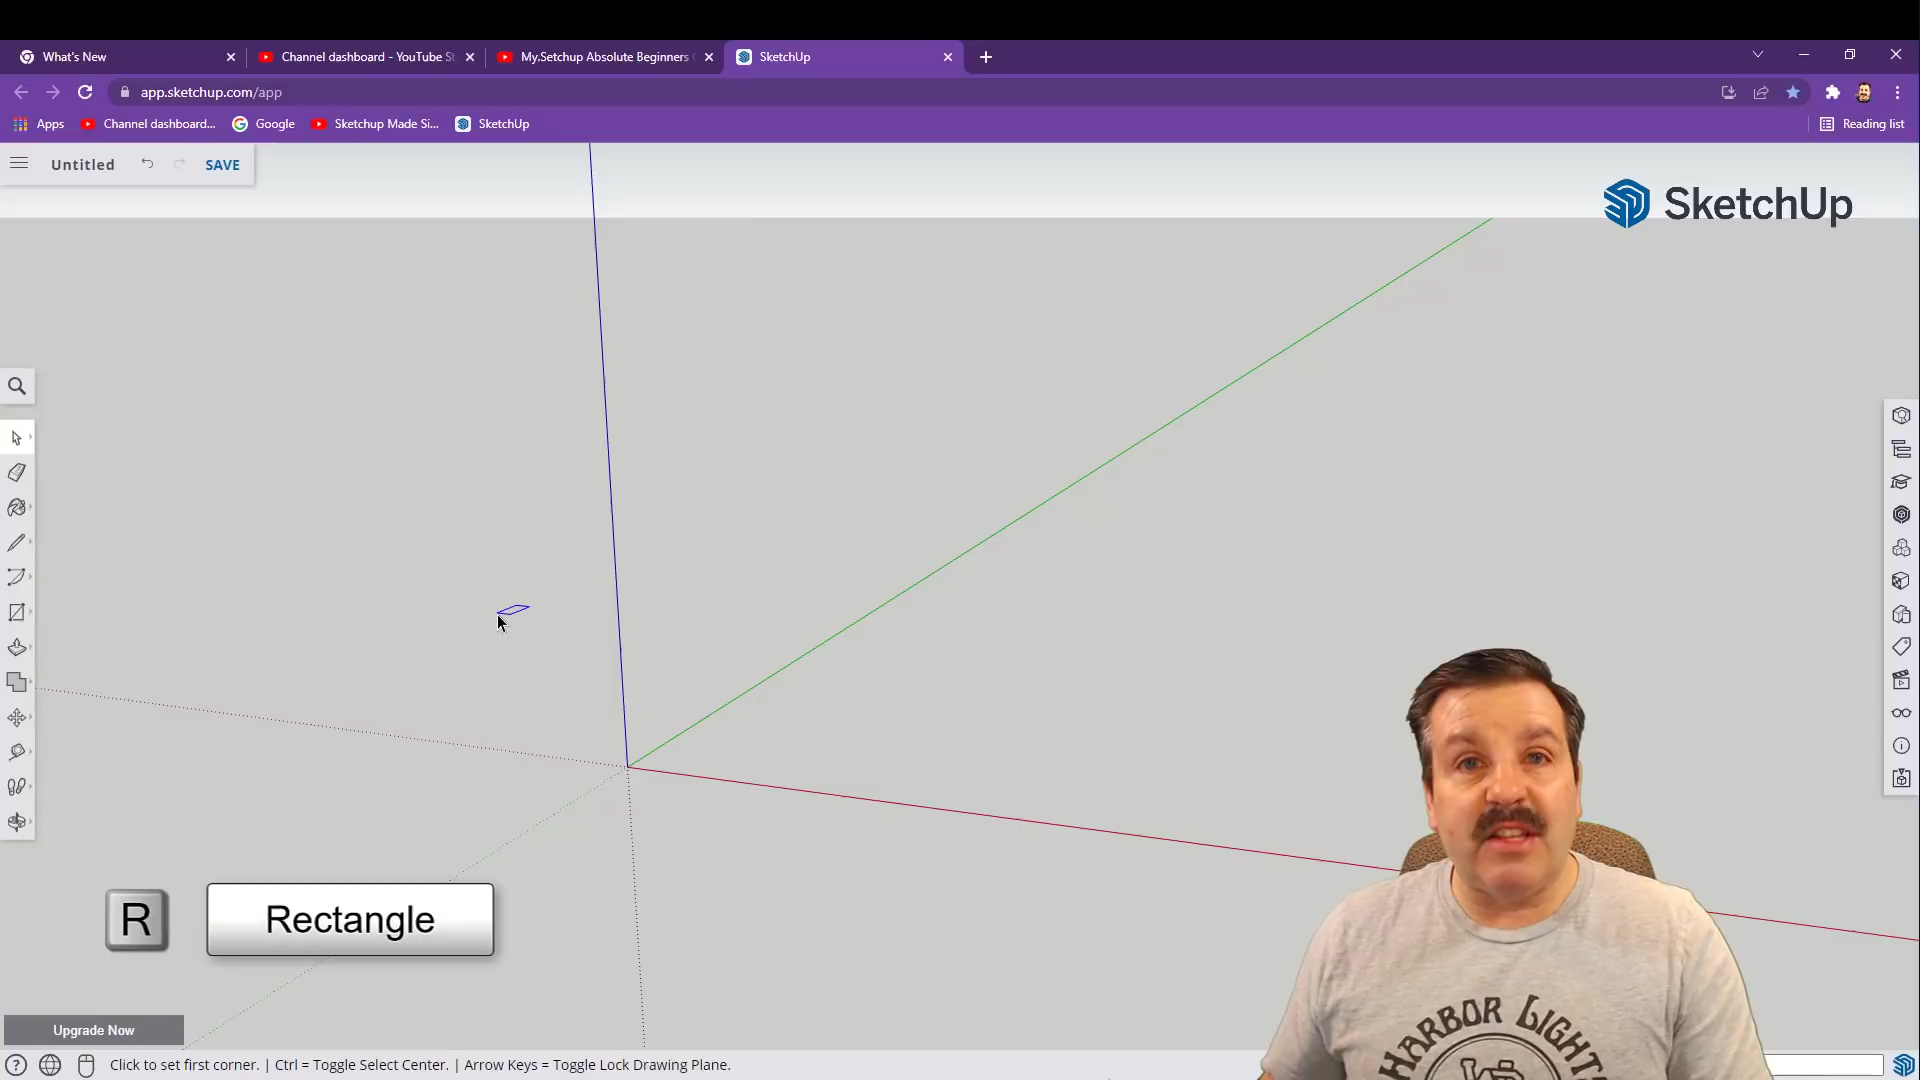 What's New
Channel dashboard - YouTube St
My.Setchup Absolute Beginners
SketchUp
app.sketchup.com/app
Apps
Channel dashboard...
Google
Sketchup Made Si...
SketchUp
Reading list
Untitled
SAVE
SketchUp
R
Rectangle
HARBOR LIGHTS
Upgrade Now
Click to set first corner. | Ctrl = Toggle Select Center. | Arrow Keys = Toggle Lock Drawing Plane.